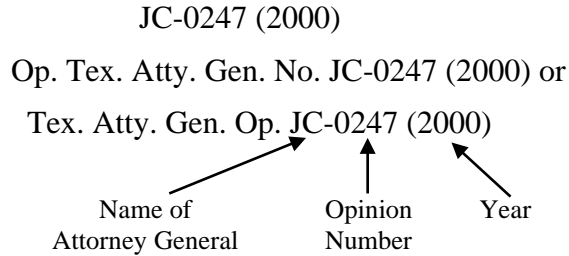 JC-0247 (2000)
Op. Tex. Atty. Gen. No. JC-0247 (2000) or
Tex. Atty. Gen. Op. JC-0247 (2000)
Name of
Attorney General
Opinion
Number
Year